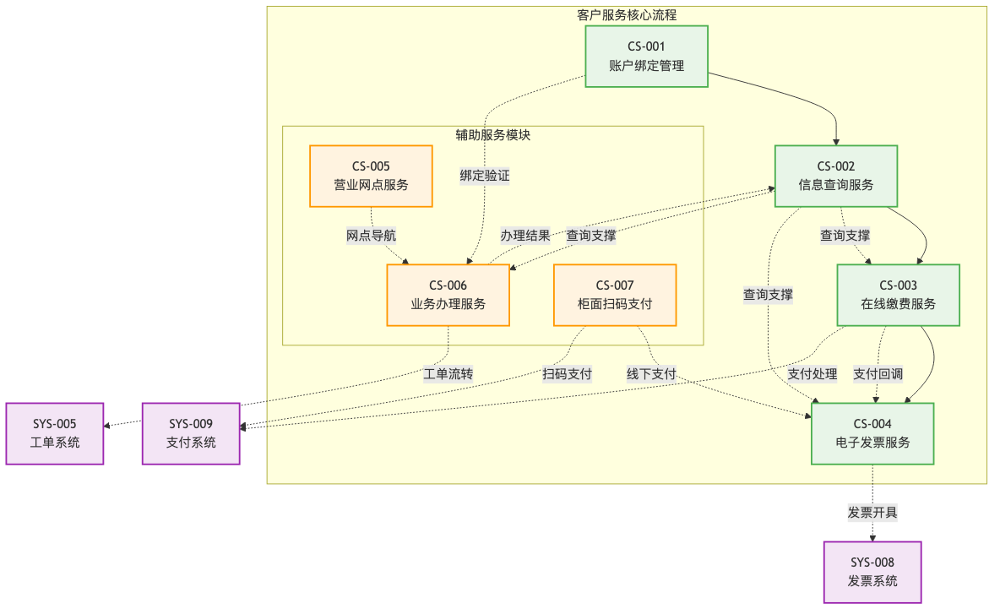 客户服务核心流程
CS-001
账户绑定管理
辅助服务模块
CS-005
营业网点服务
绑定验证
CS-002
信息查询服务
网点导航
办理结果
查询支撑
查询支撑
CS-006
业务办理服务
CS-007
柜面扫码支付
查询支撑
CS-003
在线缴费服务
工单流转
扫码支付
线下支付
支付处理
支付回调
SYS-005
工单系统
SYS-009
支付系统
CS-004
电子发票服务
发票开具
SYS-008
发票系统